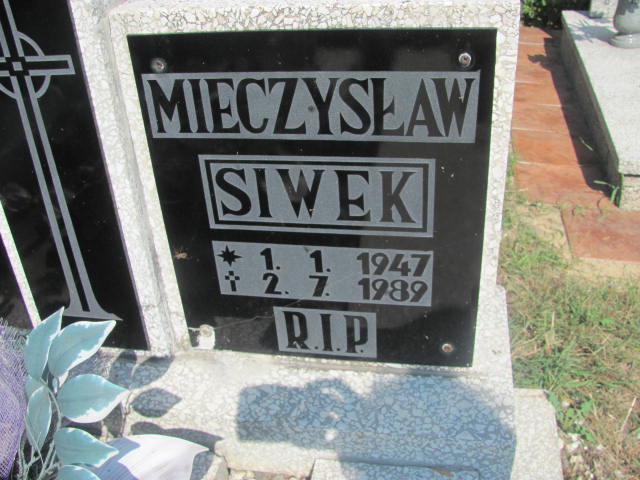 MIECZYSŁAW
SIWEK
* 1. 1. 1947
✝ 2. 7. 1989
R.I.P.